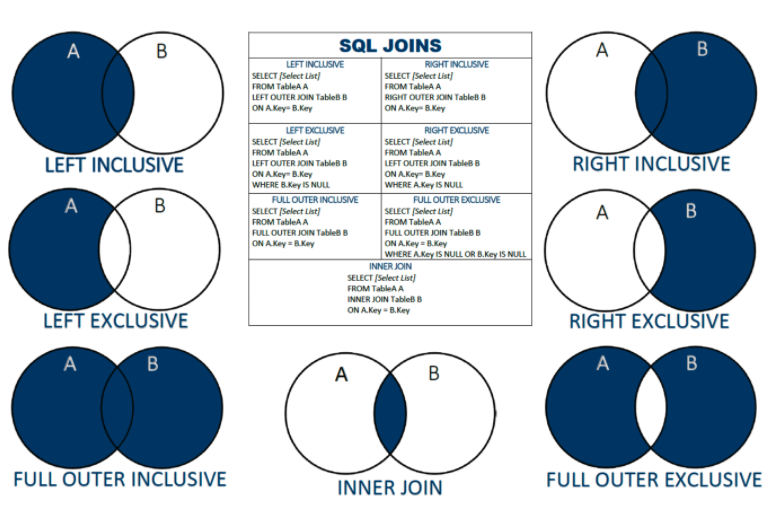 A B
LEFT INCLUSIVE
A B
LEFT EXCLUSIVE
A B
FULL OUTER INCLUSIVE
SQL JOINS
LEFT INCLUSIVE
SELECT [Select List]
FROM TableA A
LEFT OUTER JOIN TableB B
ON A.Key= B.Key
RIGHT INCLUSIVE
SELECT [Select List]
FROM TableA A
RIGHT OUTER JOIN TableB B
ON A.Key= B.Key
LEFT EXCLUSIVE
SELECT [Select List]
FROM TableA A
LEFT OUTER JOIN TableB B
ON A.Key= B.Key
WHERE B.Key IS NULL
RIGHT EXCLUSIVE
SELECT [Select List]
FROM TableA A
LEFT OUTER JOIN TableB B
ON A.Key= B.Key
WHERE A.Key IS NULL
FULL OUTER INCLUSIVE
SELECT [Select List]
FROM TableA A
FULL OUTER JOIN TableB B
ON A.Key = B.Key
FULL OUTER EXCLUSIVE
SELECT [Select List]
FROM TableA A
FULL OUTER JOIN TableB B
ON A.Key = B.Key
WHERE A.Key IS NULL OR B.Key IS NULL
INNER JOIN
SELECT [Select List]
FROM TableA A
INNER JOIN TableB B
ON A.Key = B.Key
A B
INNER JOIN
A B
RIGHT INCLUSIVE
A B
RIGHT EXCLUSIVE
A B
FULL OUTER EXCLUSIVE